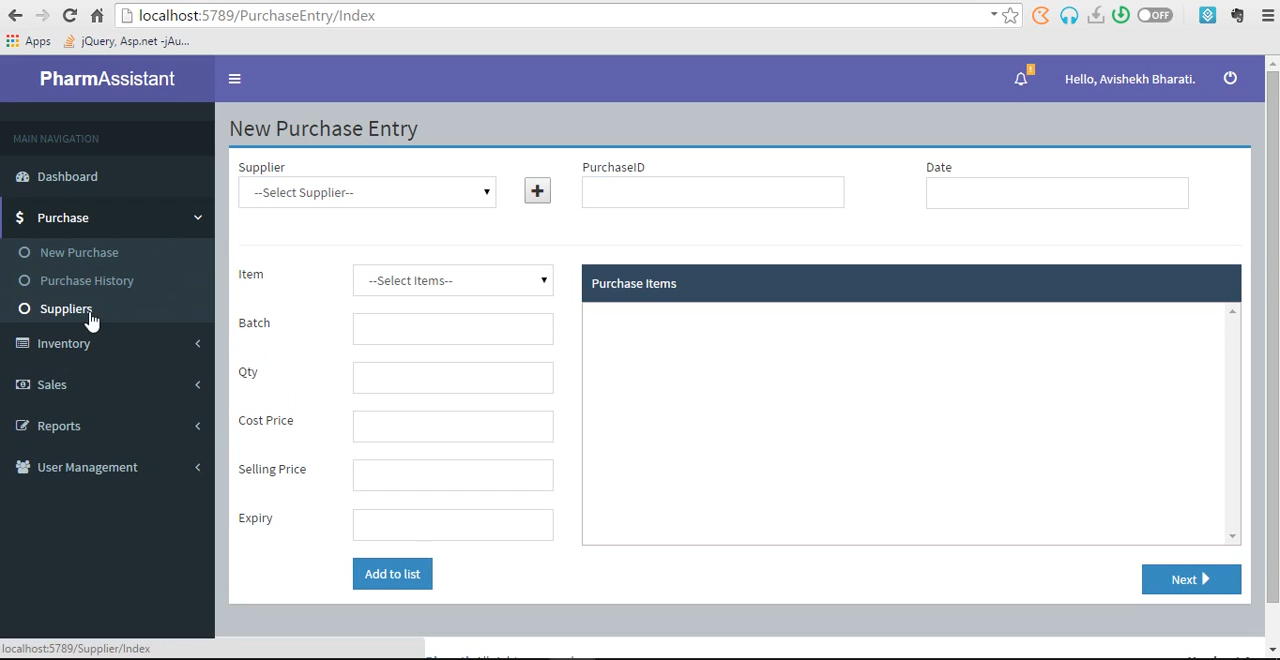 localhost:5789/PurchaseEntry/Index
OFF
Apps
jQuery, Asp.net -jAu...
PharmAssistant
Hello, Avishekh Bharati.
MAIN NAVIGATION
Dashboard
Purchase
New Purchase
Purchase History
Suppliers
Inventory
Sales
Reports
User Management
New Purchase Entry
Supplier
PurchaseID
Date
--Select Supplier--
Item
--Select Items--
Purchase Items
Batch
Qty
Cost Price
Selling Price
Expiry
Add to list
Next
localhost:5789/Supplier/Index